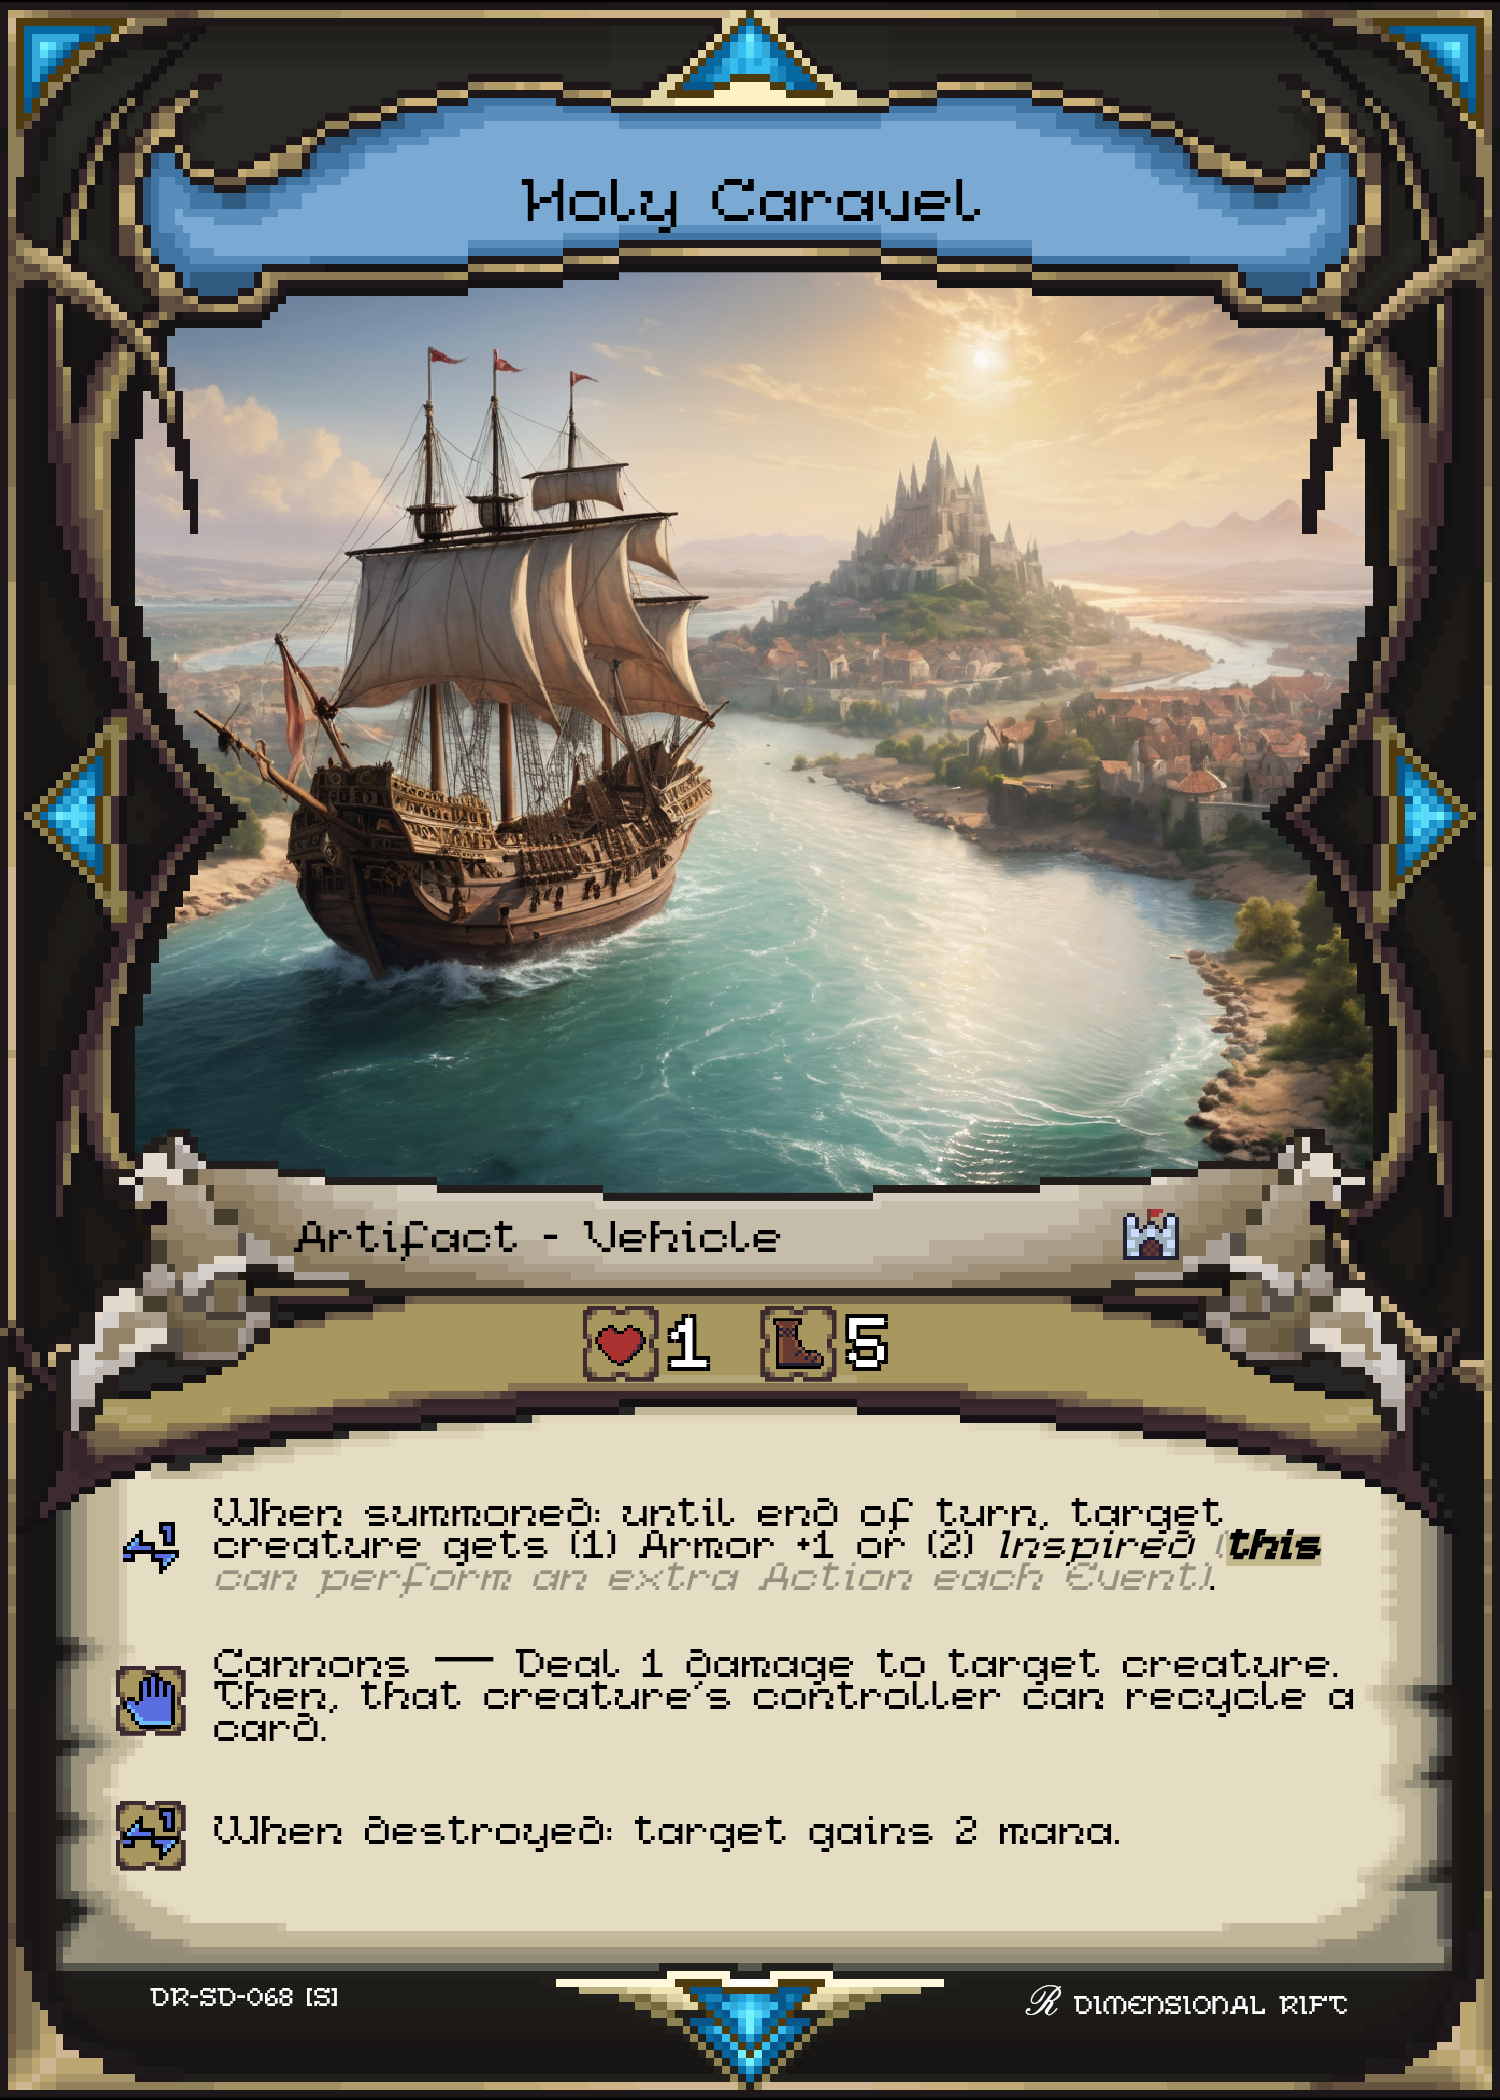 Holy Caravel
Artifact - Vehicle
1 5
When summoned: until end of turn, target
creature gets (1) Armor +1 or (2) Inspired (this
can perform an extra Action each Event).
Cannons — Deal 1 damage to target creature.
Then, that creature's controller can recycle a
card.
When destroyed: target gains 2 mana.
DR-SD-068 [S]
R DIMENSIONAL RIFT